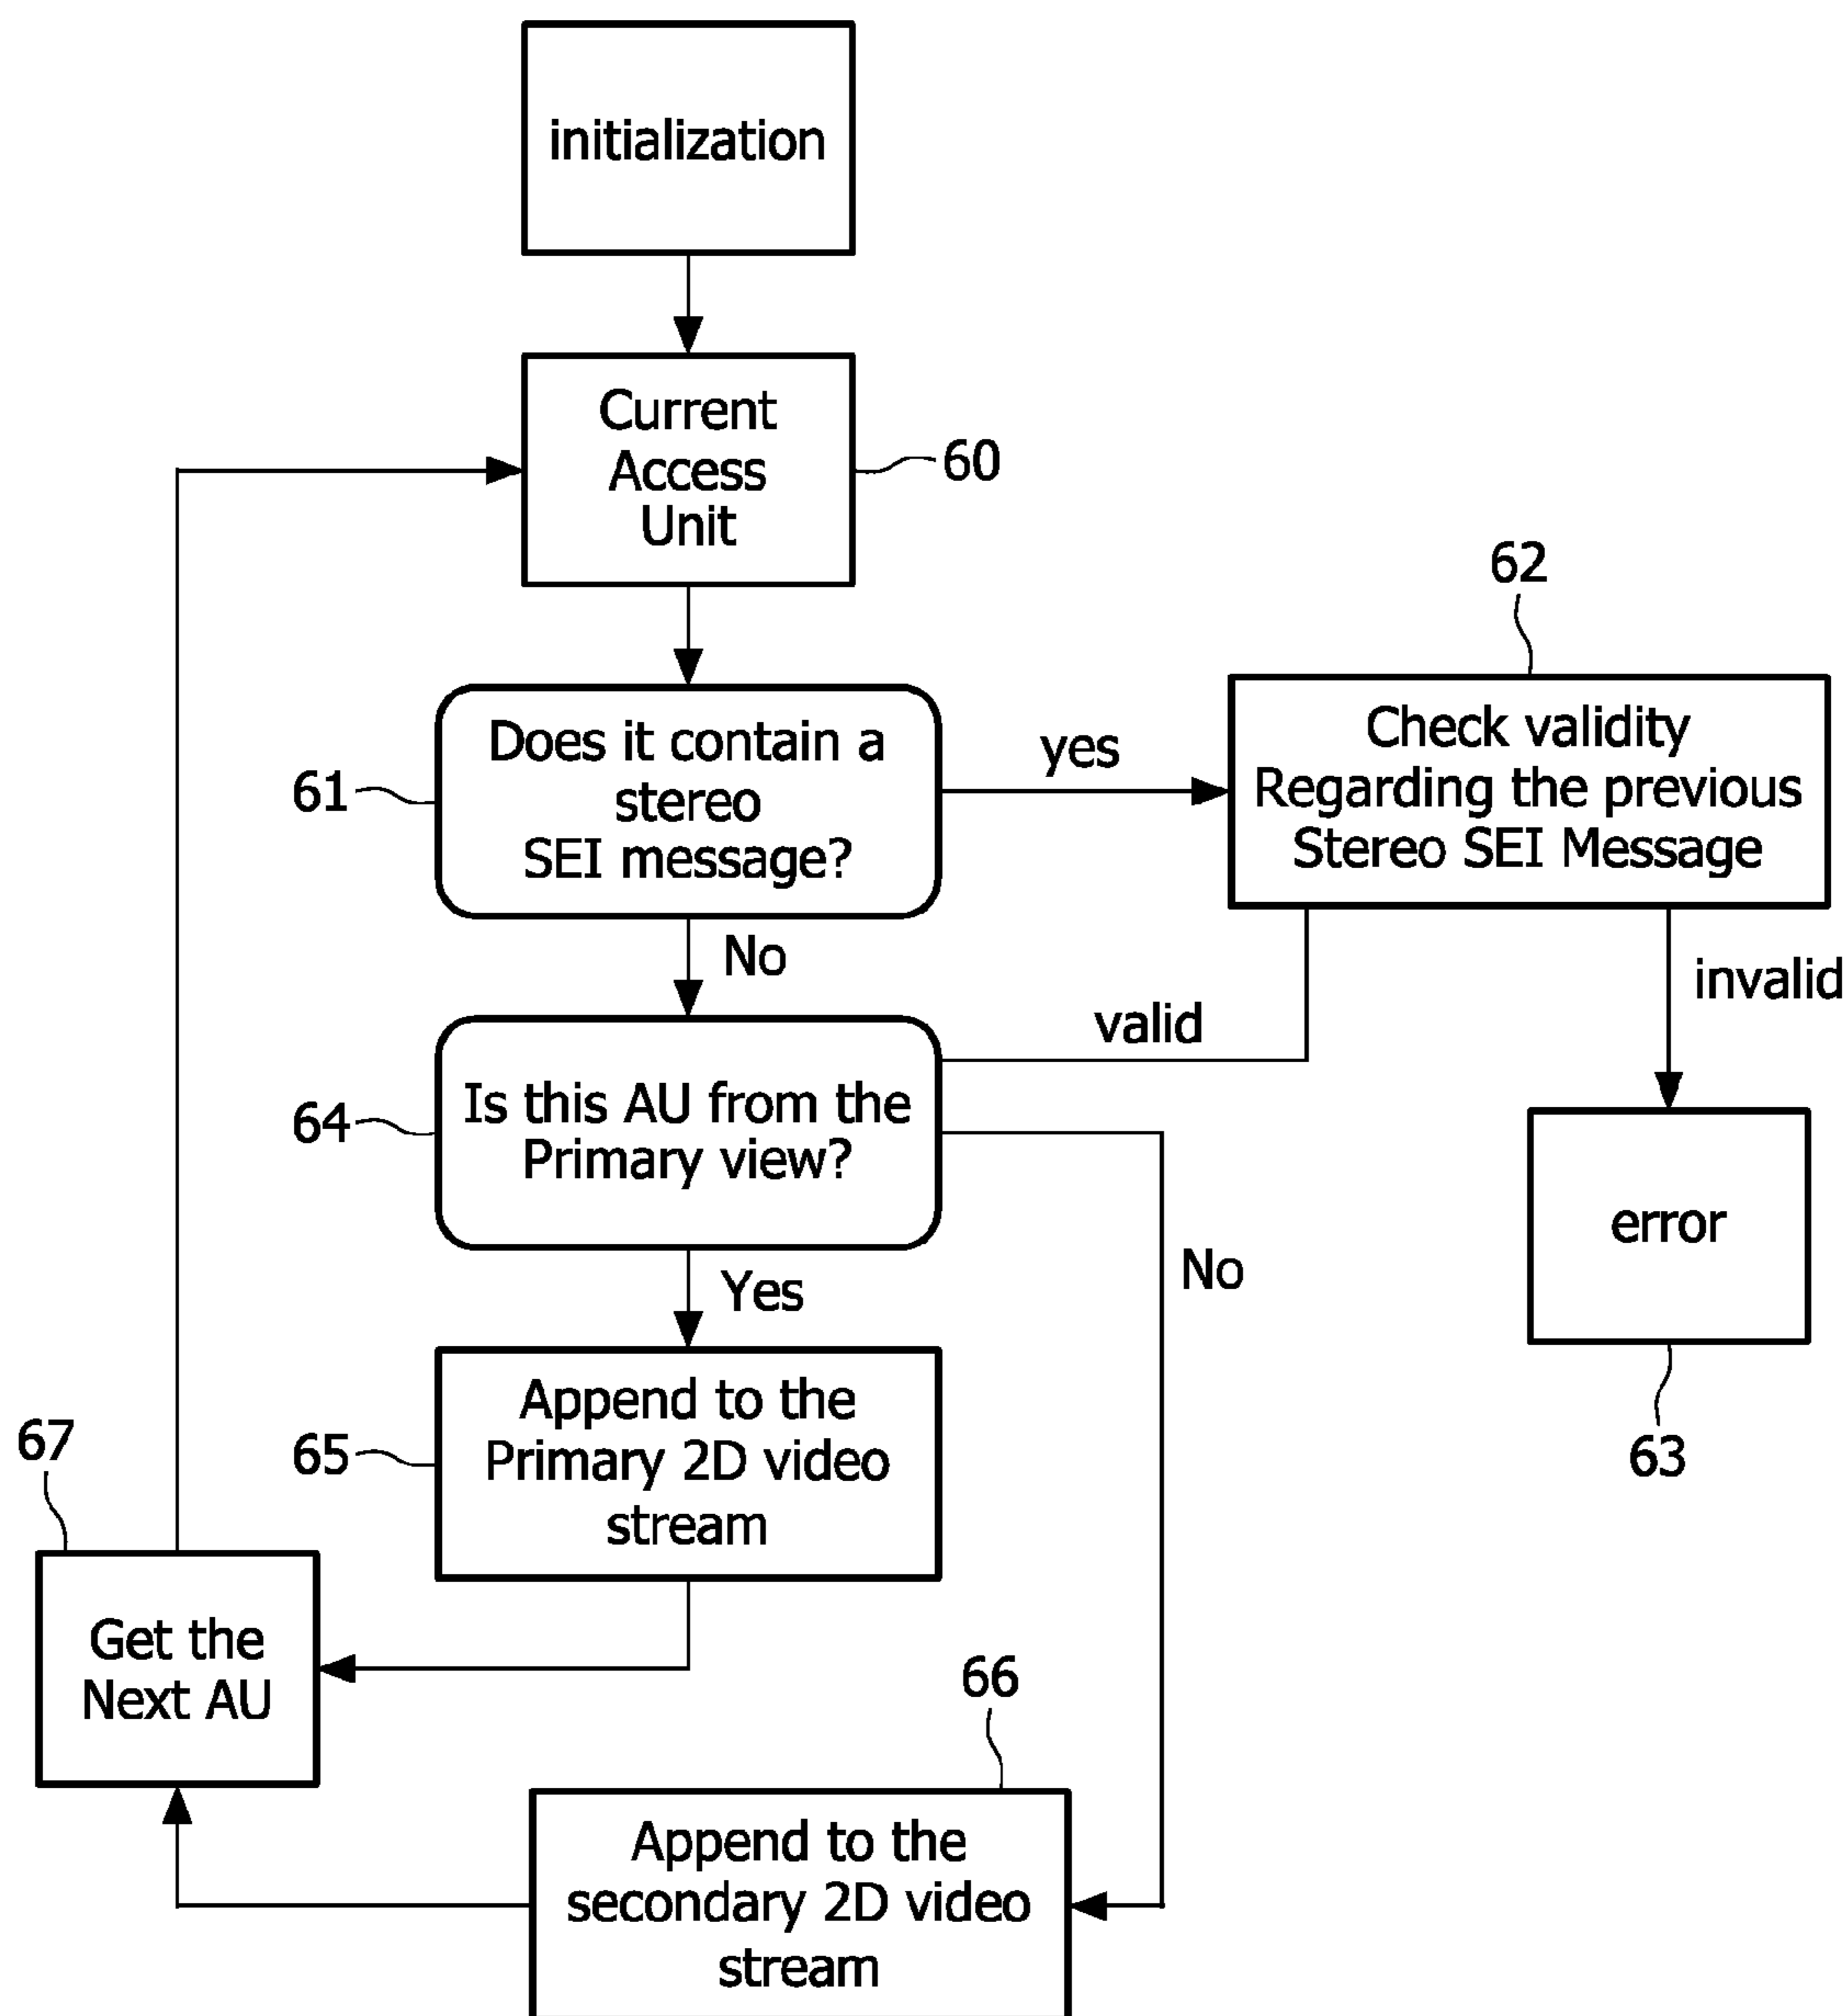 initialization
Current
Access
Unit
60
62
Does it contain a
stereo
SEI message?
61
yes
Check validity
Regarding the previous
Stereo SEI Message
No
valid
invalid
Is this AU from the
Primary view?
64
error
63
Yes
No
Append to the
Primary 2D video
stream
65
67
Get the
Next AU
66
Append to the
secondary 2D video
stream